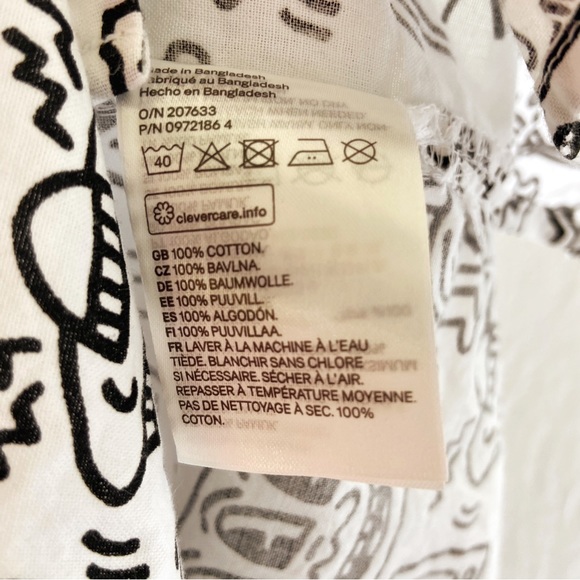 Made in Bangladesh
Fabriqué au Bangladesh
Hecho en Bangladesh
O/N 207633
P/N 0972186 4
40
clevercare.info
GB 100% COTTON.
CZ 100% BAVLNA.
DE 100% BAUMWOLLE.
EE 100% PUUVILL.
ES 100% ALGODÓN.
FI 100% PUUVILLAA.
FR LAVER À LA MACHINE À L'EAU
TIÈDE. BLANCHIR SANS CHLORE
SI NÉCESSAIRE. SÉCHER À L'AIR.
REPASSER À TEMPÉRATURE MOYENNE.
PAS DE NETTOYAGE À SEC. 100%
COTON.